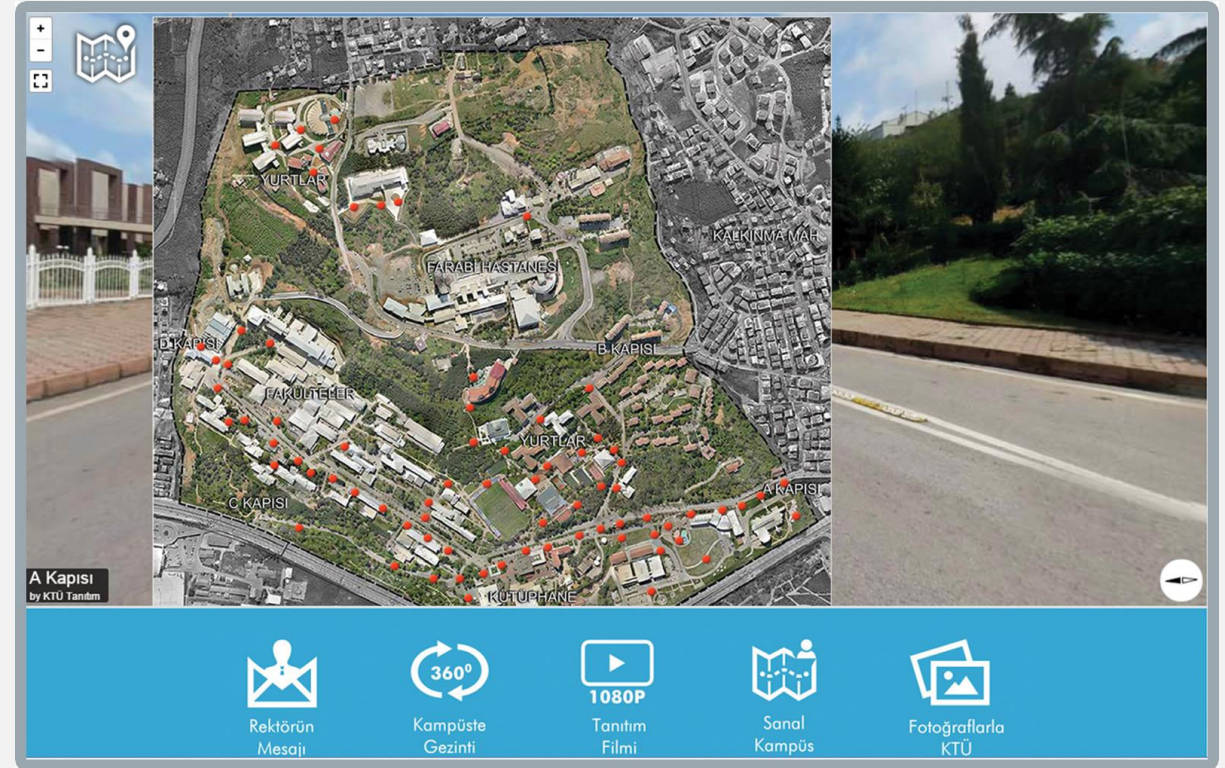 +
-
YURTLAR
KALKINMA MAH
FARABİ HASTANESİ
D KAPISI
B KAPISI
FAKÜLTELER
YURTLAR
A KAPISI
C KAPISI
KÜTÜPHANE
A Kapısı
by KTÜ Tanıtım
360⁰
1080P
Rektörün
Mesajı
Kampüste
Gezinti
Tanıtım
Filmi
Sanal
Kampüs
Fotoğraflarla
KTÜ